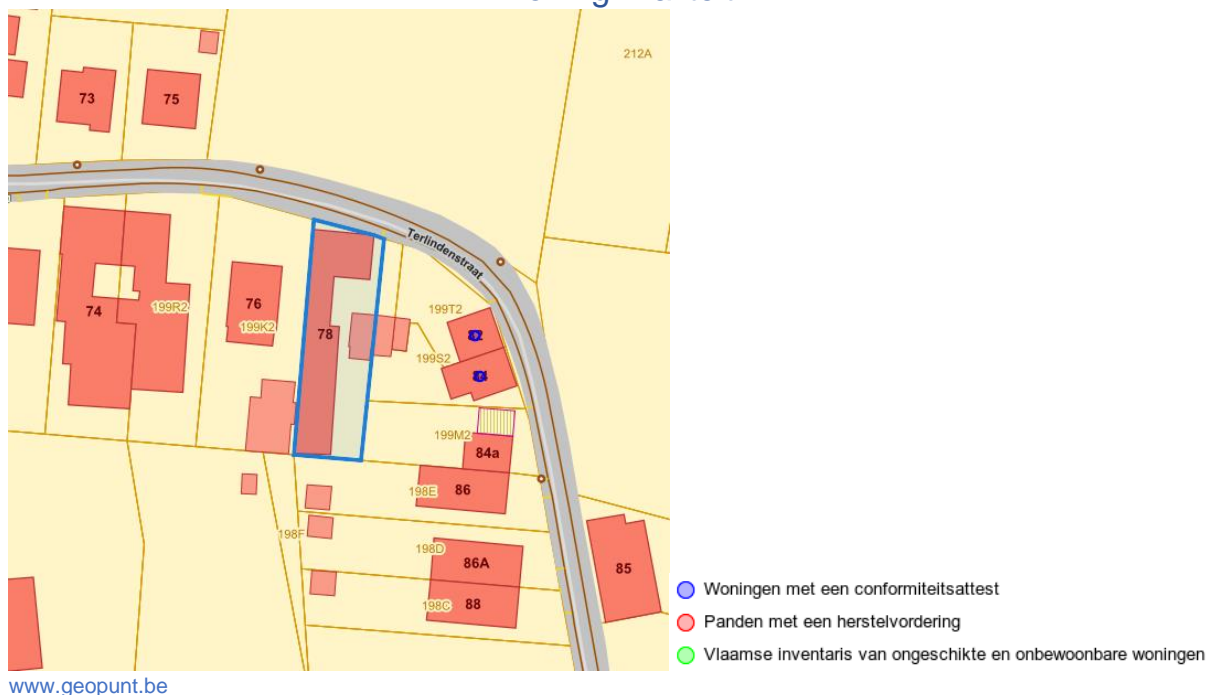 212A
73
75
Terlindenstraat
74
199R2
76
199K2
78
199T2
199S2
199M2
84a
86
198E
198F
198D
86A
88
198C
85
Woningen met een conformiteitsattest
Panden met een herstelvordering
Vlaamse inventaris van ongeschikte en onbewoonbare woningen
www.geopunt.be